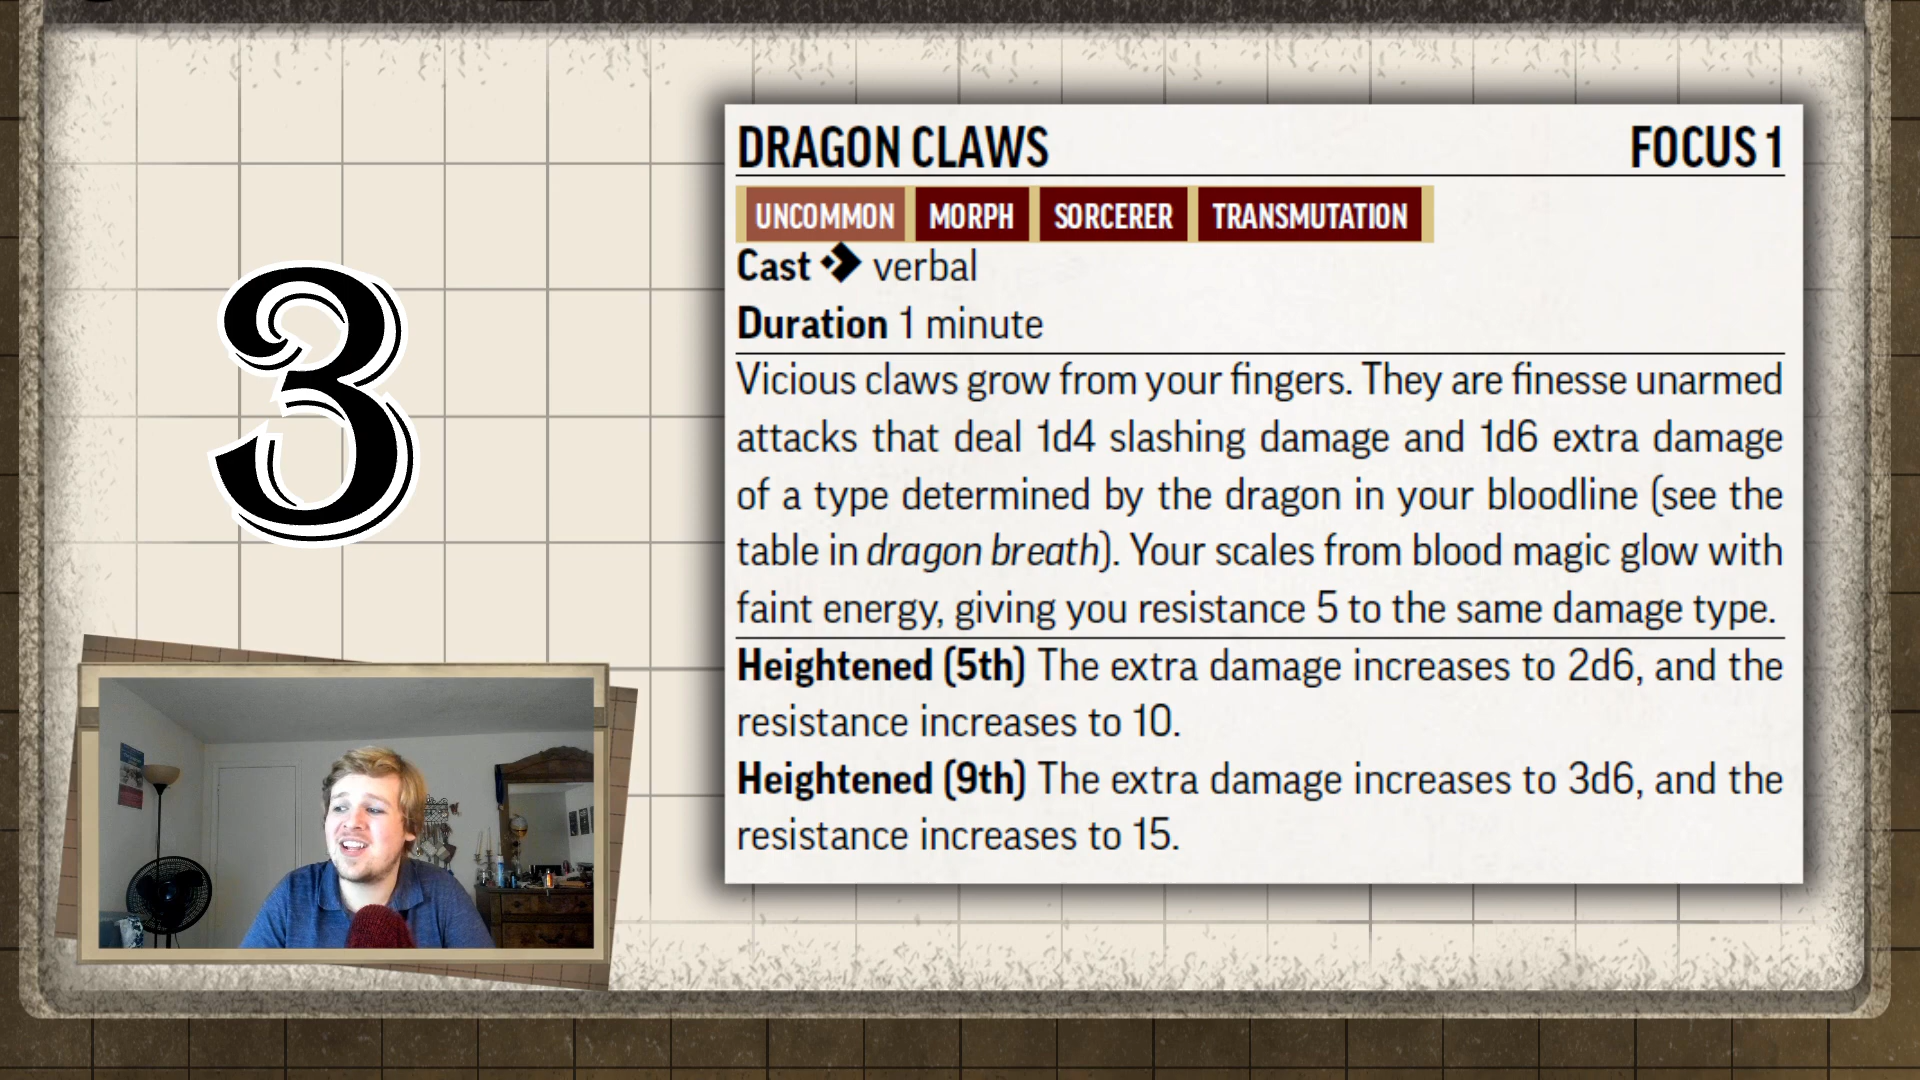 3
DRAGON CLAWS FOCUS 1
UNCOMMON MORPH SORCERER TRANSMUTATION
Cast verbal
Duration 1 minute
Vicious claws grow from your fingers. They are finesse unarmed
attacks that deal 1d4 slashing damage and 1d6 extra damage
of a type determined by the dragon in your bloodline (see the
table in dragon breath). Your scales from blood magic glow with
faint energy, giving you resistance 5 to the same damage type.
Heightened (5th) The extra damage increases to 2d6, and the
resistance increases to 10.
Heightened (9th) The extra damage increases to 3d6, and the
resistance increases to 15.